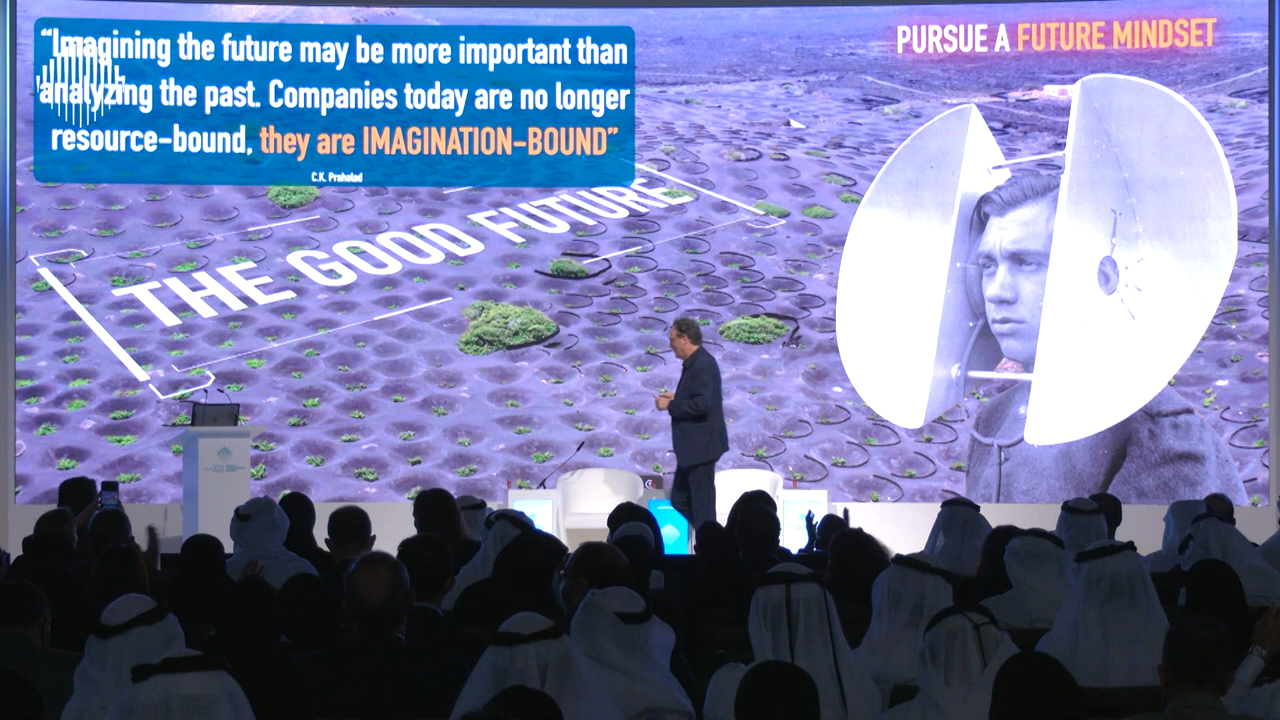 “Imagining the future may be more important than
analyzing the past. Companies today are no longer
resource-bound, they are IMAGINATION-BOUND”
C.K. Prahalad
PURSUE A FUTURE MINDSET
THE GOOD FUTURE